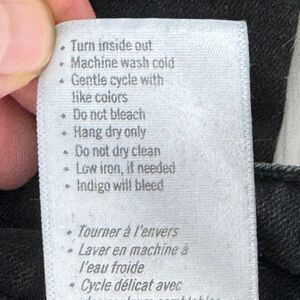 • Turn inside out
• Machine wash cold
• Gentle cycle with
like colors
• Do not bleach
• Hang dry only
• Do not dry clean
• Low iron, if needed
• Indigo will bleed
• Tourner à l'envers
• Laver en machine à
l'eau froide
• Cycle délicat avec